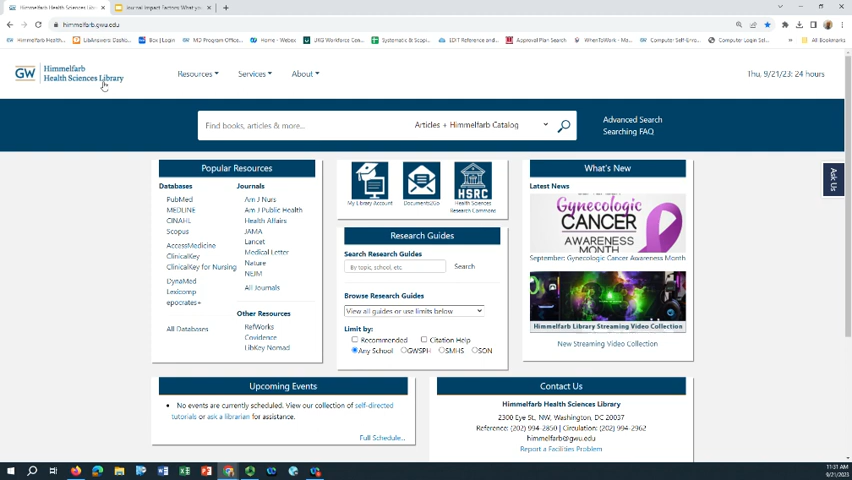 Himmelfarb Health Sciences Lib
Journal Impact Factors: What yo
himmelfarb.gwu.edu
Himmelfarb Health...
LibAnswers Dashb...
Box | Login
MD Program Office...
Home - Webex
UKG Workforce Cen...
Systematic & Scopi...
EDIT Reference and...
Approval Plan Search
WhenToWork - Ma...
Computer Self-Enro...
Computer Login Sel...
All Bookmarks
GW
Himmelfarb
Health Sciences Library
Resources
Services
About
Thu, 9/21/23: 24 hours
Find books, articles & more...
Articles + Himmelfarb Catalog
Advanced Search
Searching FAQ
Ask Us
Popular Resources
Databases
PubMed
MEDLINE
CINAHL
Scopus
AccessMedicine
ClinicalKey
ClinicalKey for Nursing
DynaMed
Lexicomp
epocrates+
All Databases
Journals
Am J Nurs
Am J Public Health
Health Affairs
JAMA
Lancet
Medical Letter
Nature
NEJM
All Journals
Other Resources
RefWorks
Covidence
LibKey Nomad
My Library Account
Documents2Go
HSRC
Health Sciences
Research Commons
Research Guides
Search Research Guides
By topic, school, etc.
Search
Browse Research Guides
View all guides or use limits below
Limit by:
Recommended
Citation Help
Any School
GWSPH
SMHS
SON
What's New
Latest News
SEPTEMBER
Gynecologic
CANCER
AWARENESS
MONTH
September: Gynecologic Cancer Awareness Month
Himmelfarb Library Streaming Video Collection
New Streaming Video Collection
Upcoming Events
No events are currently scheduled. View our collection of self-directed
tutorials or ask a librarian for assistance.
Full Schedule...
Contact Us
Himmelfarb Health Sciences Library
2300 Eye St., NW, Washington, DC 20037
Reference: (202) 994-2850 | Circulation: (202) 994-2962
himmelfarb@gwu.edu
Report a Facilities Problem
11:31 AM
9/21/2023